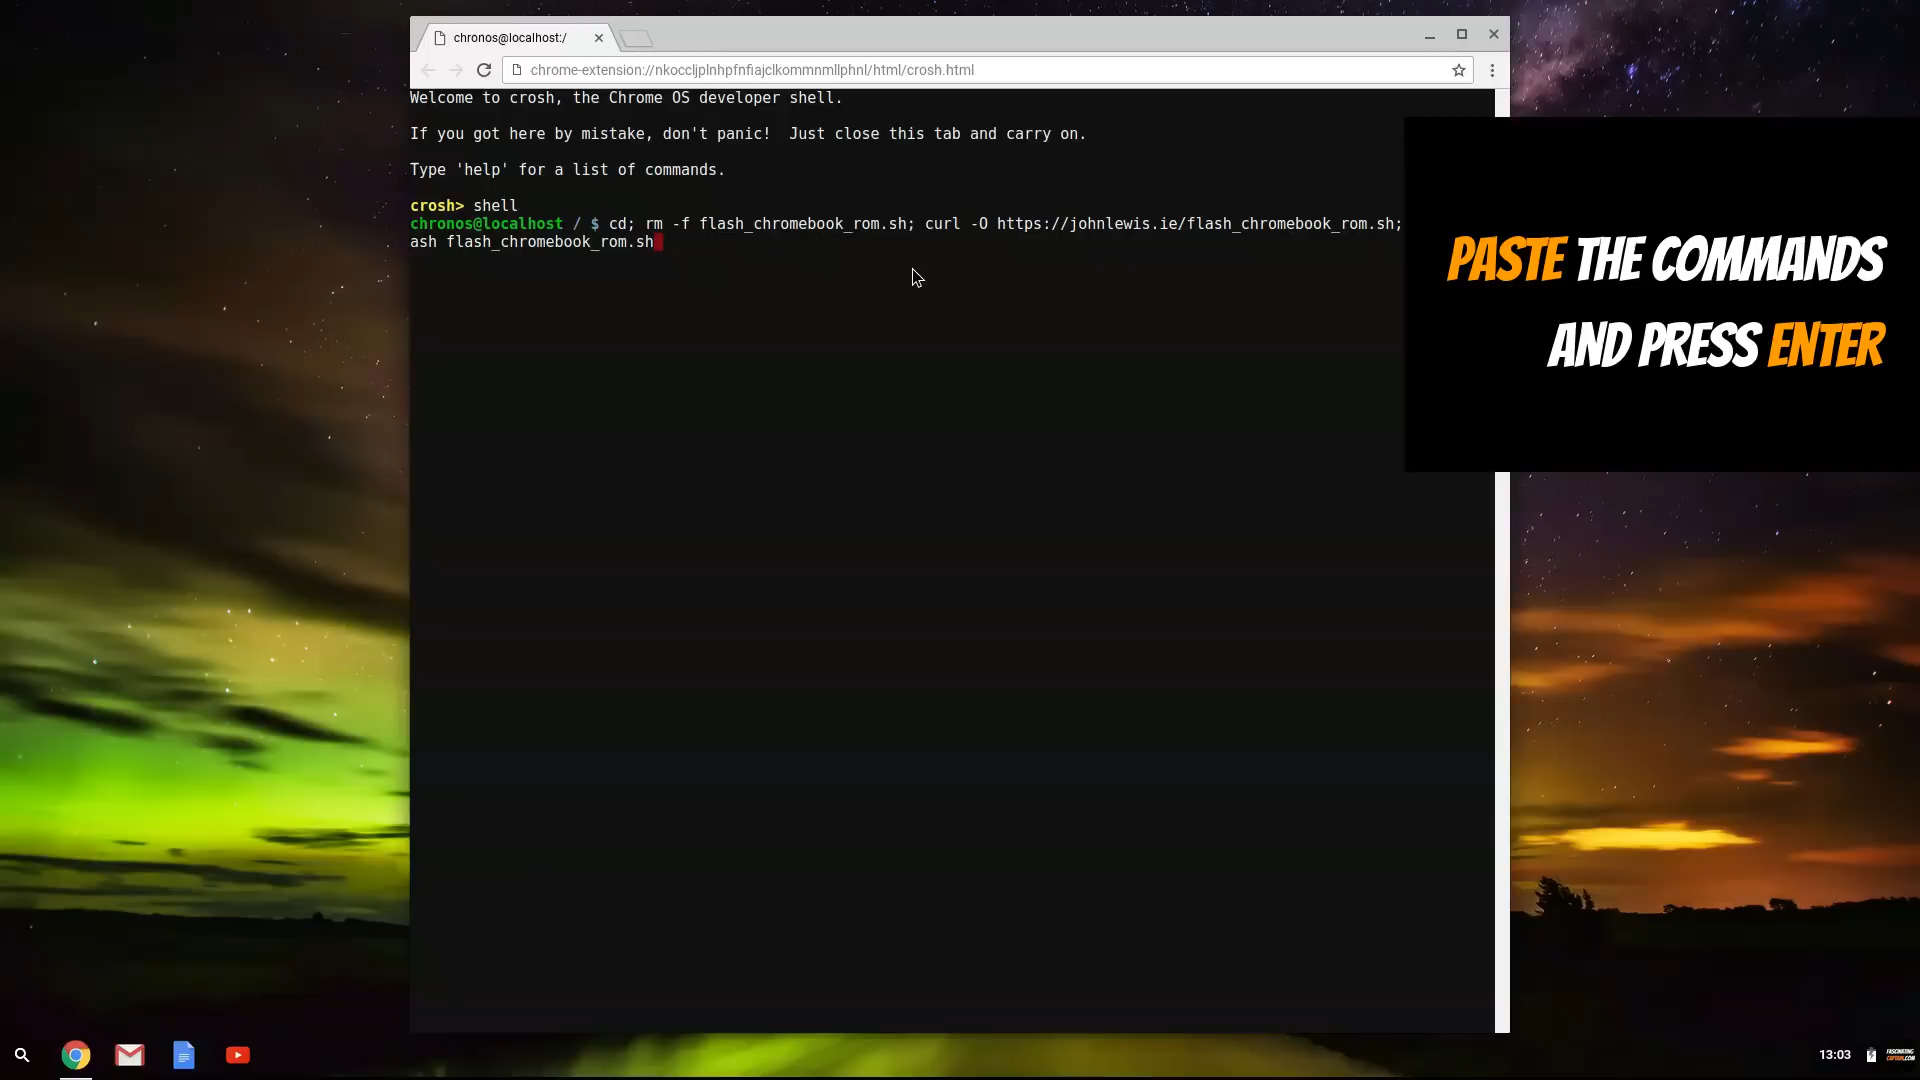 chronos@localhost:/
chrome-extension://nkoccljplnhpfnfiajclkommnmllphnl/html/crosh.html
Welcome to crosh, the Chrome OS developer shell.
If you got here by mistake, don't panic!  Just close this tab and carry on.
Type 'help' for a list of commands.
crosh> shell
chronos@localhost / $ cd; rm -f flash_chromebook_rom.sh; curl -O https://johnlewis.ie/flash_chromebook_rom.sh;
ash flash_chromebook_rom.sh
PASTE THE COMMANDS
AND PRESS ENTER
13:03
FASCINATING
CAPTAIN.COM